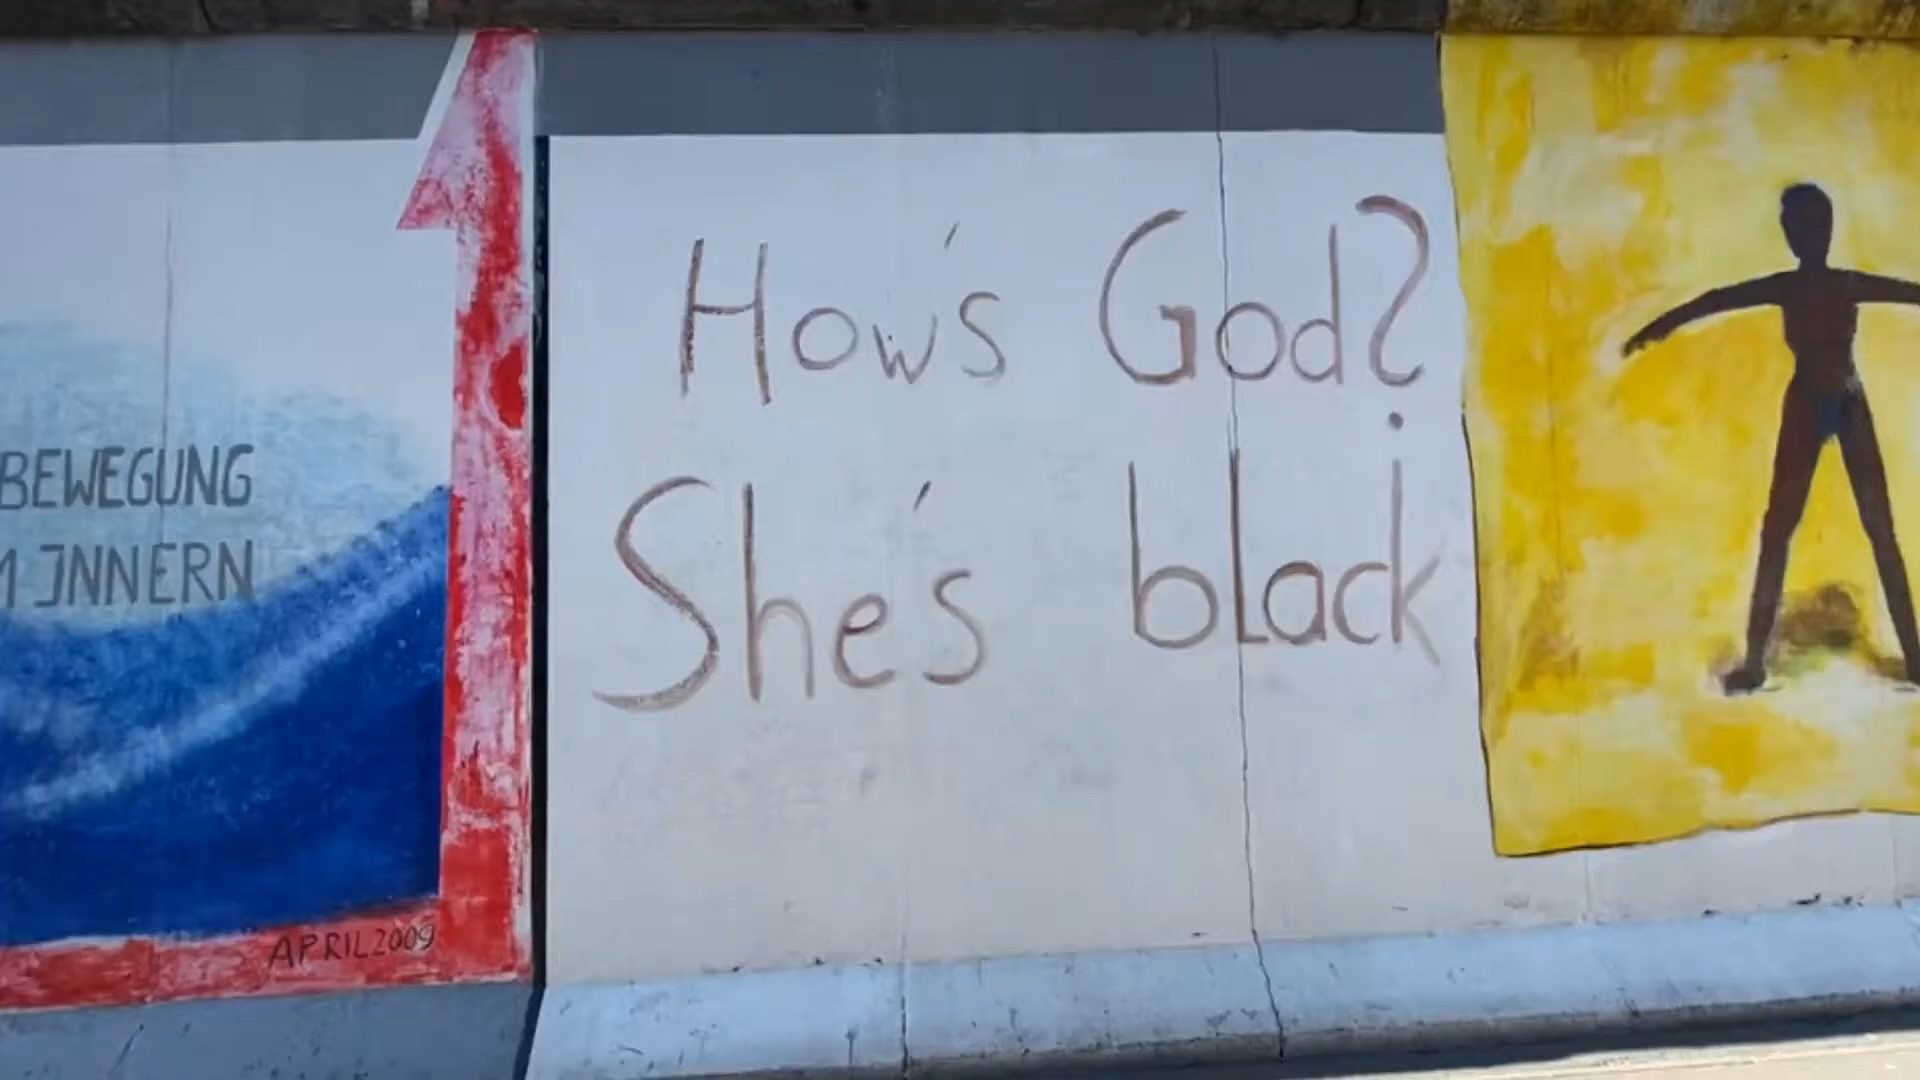 BEWEGUNG
M JNNERN
APRIL 2009
How's God?
She's black